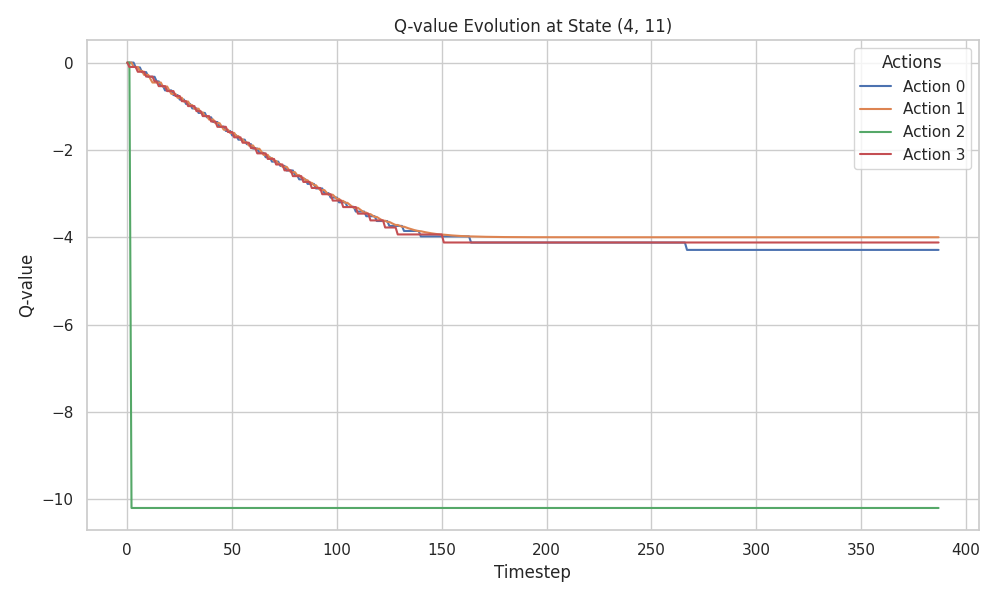 Q-value Evolution at State (4, 11)
Actions
Action 0
Action 1
Action 2
Action 3
Q-value
0
−2
−4
−6
−8
−10
0 50 100 150 200 250 300 350 400
Timestep